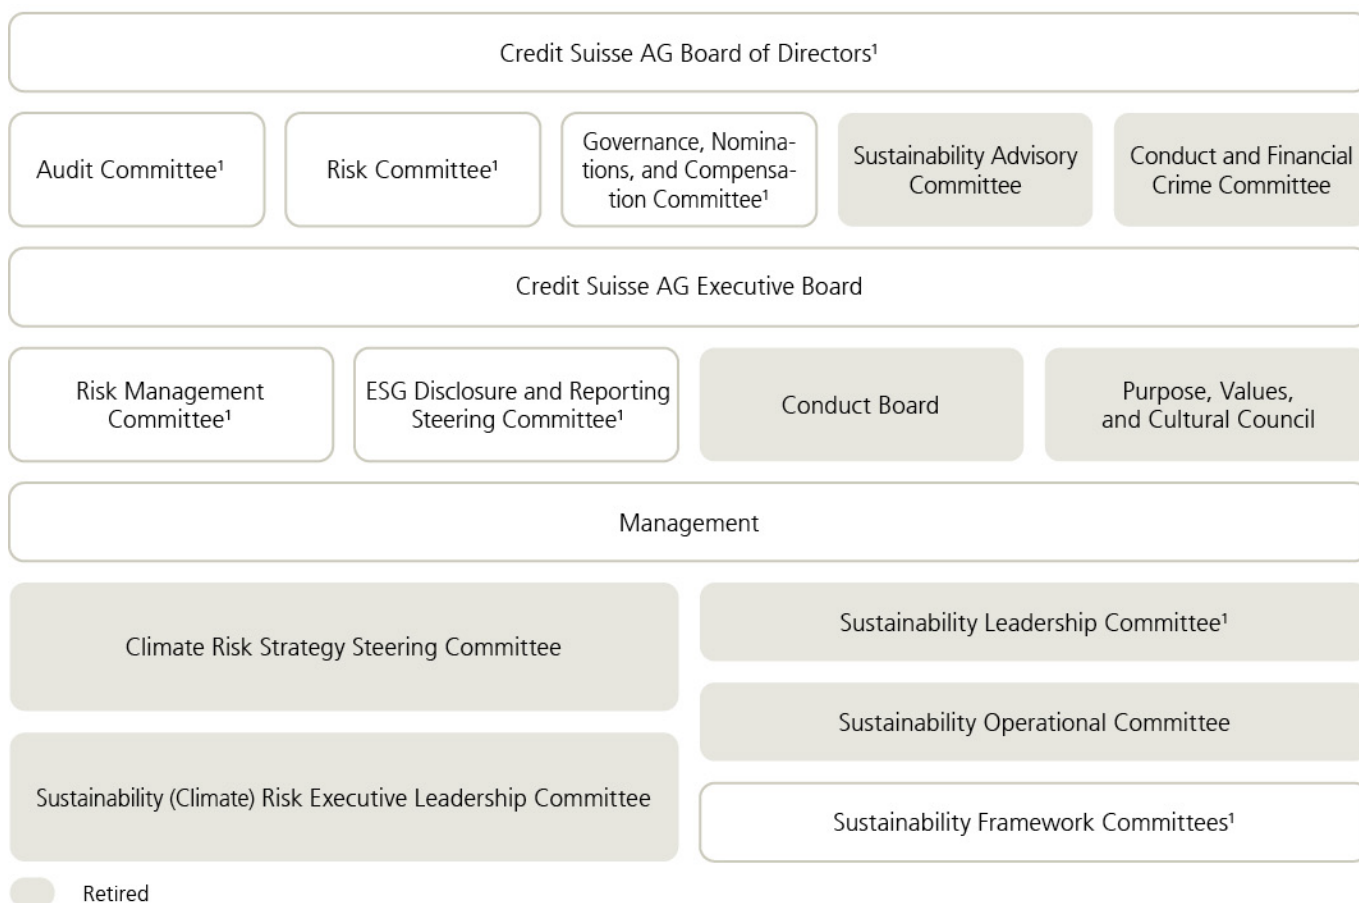 Credit Suisse AG Board of Directors¹
Audit Committee¹
Risk Committee¹
Governance, Nomina-
tions, and Compensa-
tion Committee¹
Sustainability Advisory
Committee
Conduct and Financial
Crime Committee
Credit Suisse AG Executive Board
Risk Management
Committee¹
ESG Disclosure and Reporting
Steering Committee¹
Conduct Board
Purpose, Values,
and Cultural Council
Management
Climate Risk Strategy Steering Committee
Sustainability (Climate) Risk Executive Leadership Committee
Sustainability Leadership Committee¹
Sustainability Operational Committee
Sustainability Framework Committees¹
Retired